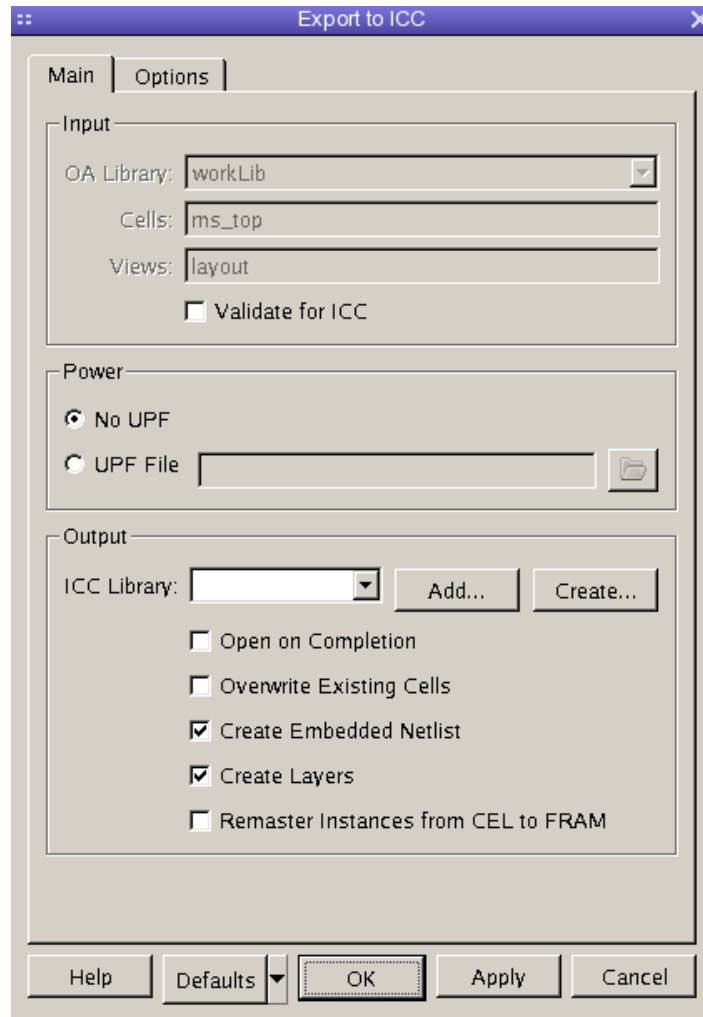 Export to ICC
Main Options
Input
OA Library: workLib
Cells: ms_top
Views: layout
Validate for ICC
Power
No UPF
UPF File
Output
ICC Library: Add... Create...
Open on Completion
Overwrite Existing Cells
Create Embedded Netlist
Create Layers
Remaster Instances from CEL to FRAM
Help Defaults OK Apply Cancel